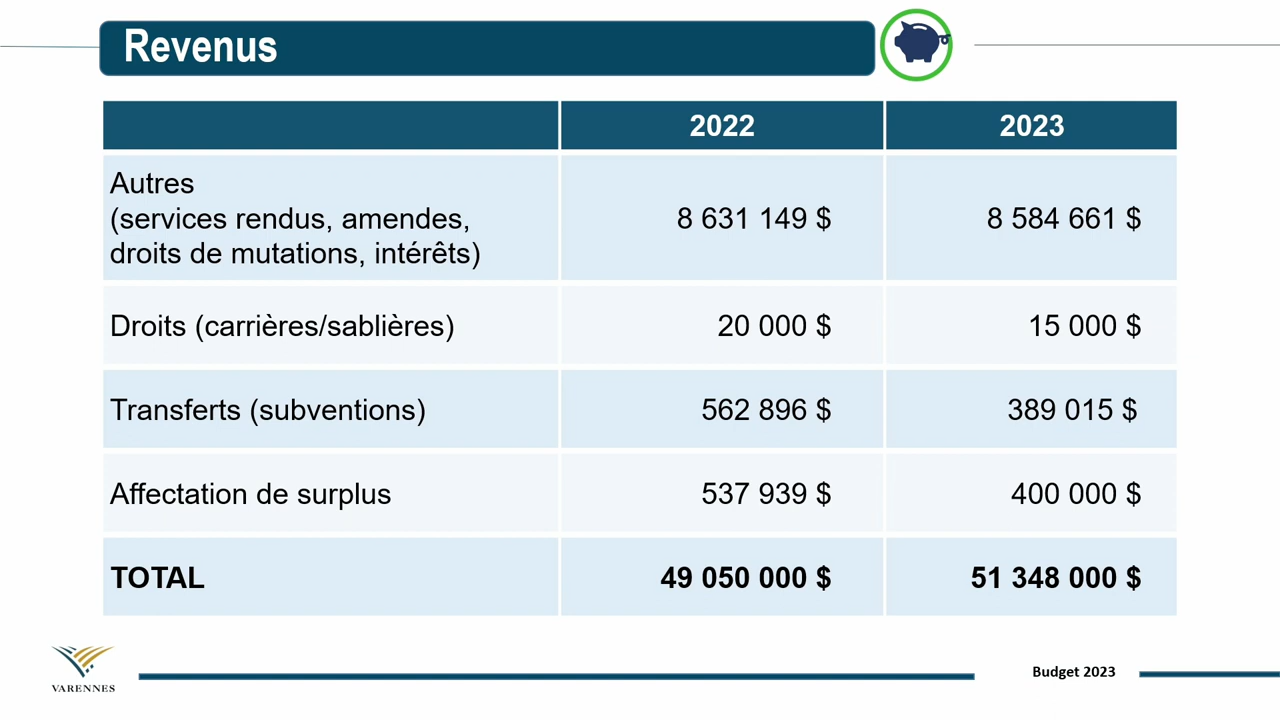 Revenus
2022 2023
Autres
(services rendus, amendes,
droits de mutations, intérêts)
8 631 149 $ 8 584 661 $
Droits (carrières/sablières) 20 000 $ 15 000 $
Transferts (subventions) 562 896 $ 389 015 $
Affectation de surplus 537 939 $ 400 000 $
TOTAL 49 050 000 $ 51 348 000 $
VARENNES
Budget 2023